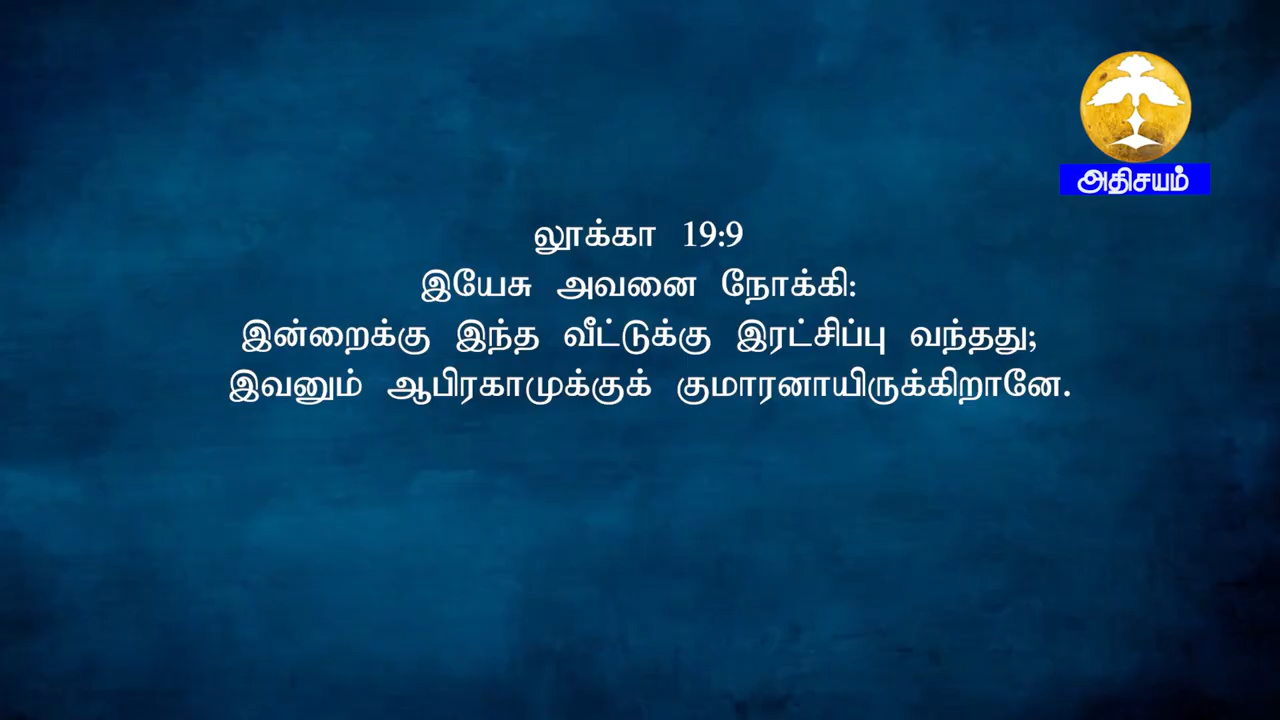 அதிசயம்
லூக்கா 19:9
இயேசு அவனை நோக்கி:
இன்றைக்கு இந்த வீட்டுக்கு இரட்சிப்பு வந்தது;
இவனும் ஆபிரகாமுக்குக் குமாரனாயிருக்கிறானே.